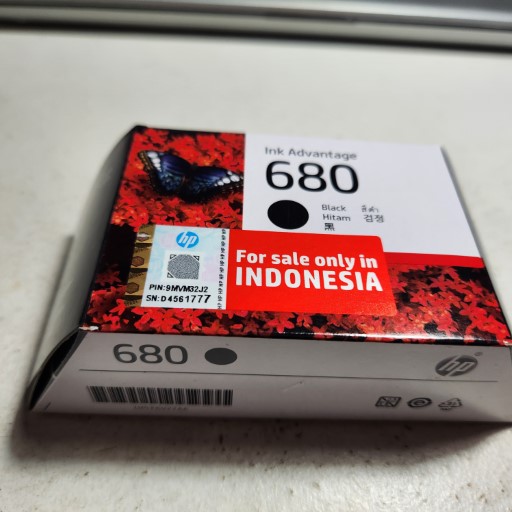 Ink Advantage
680
Black สีดำ
Hitam 검정
黑
hp
PIN:9MVM32J2
SN:D4561777
For sale only in
INDONESIA
680
hp